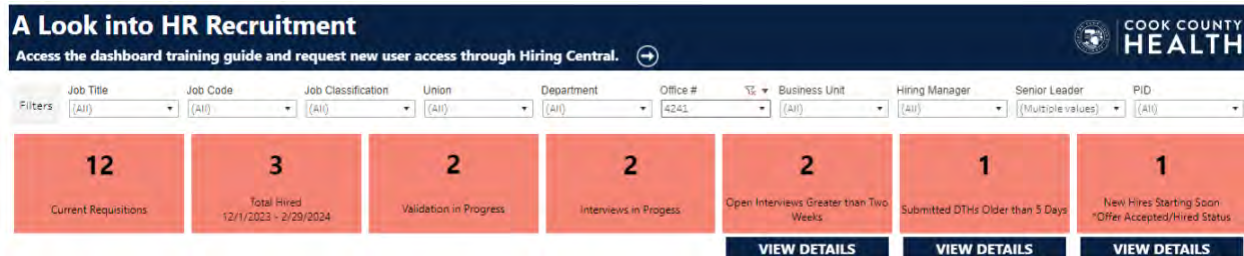 A Look into HR Recruitment
Access the dashboard training guide and request new user access through Hiring Central.
COOK COUNTY
HEALTH
Filters
Job Title
(All)
Job Code
(All)
Job Classification
(All)
Union
(All)
Department
(All)
Office #
4241
Business Unit
(All)
Hiring Manager
(All)
Senior Leader
(Multiple values)
PID
(All)
12
Current Requisitions
3
Total Hired
12/1/2023 - 2/29/2024
2
Validation in Progress
2
Interviews in Progess
2
Open Interviews Greater than Two
Weeks
VIEW DETAILS
1
Submitted DTHs Older than 5 Days
VIEW DETAILS
1
New Hires Starting Soon
*Offer Accepted/Hired Status
VIEW DETAILS